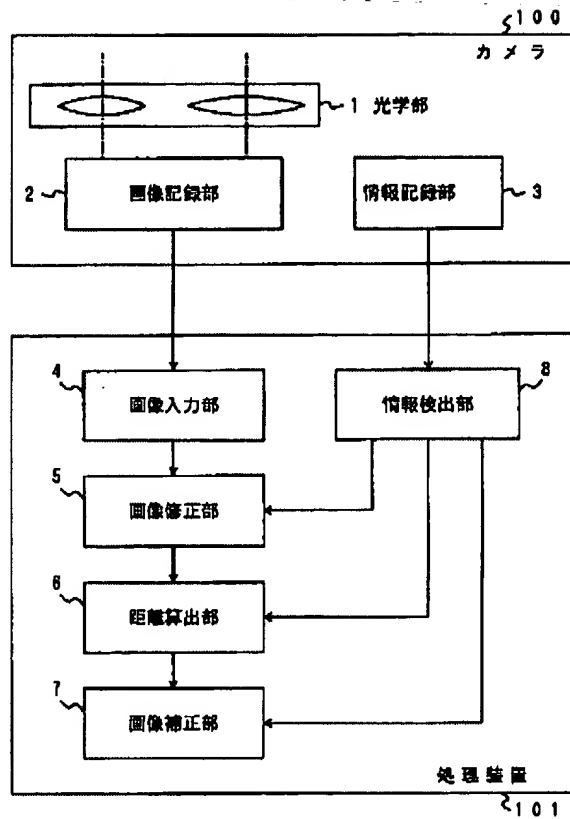 100
カメラ
1 光学部
2 画像記録部
情報記録部 3
4 画像入力部
情報検出部 8
5 画像修正部
6 距離算出部
7 画像補正部
処理装置
101